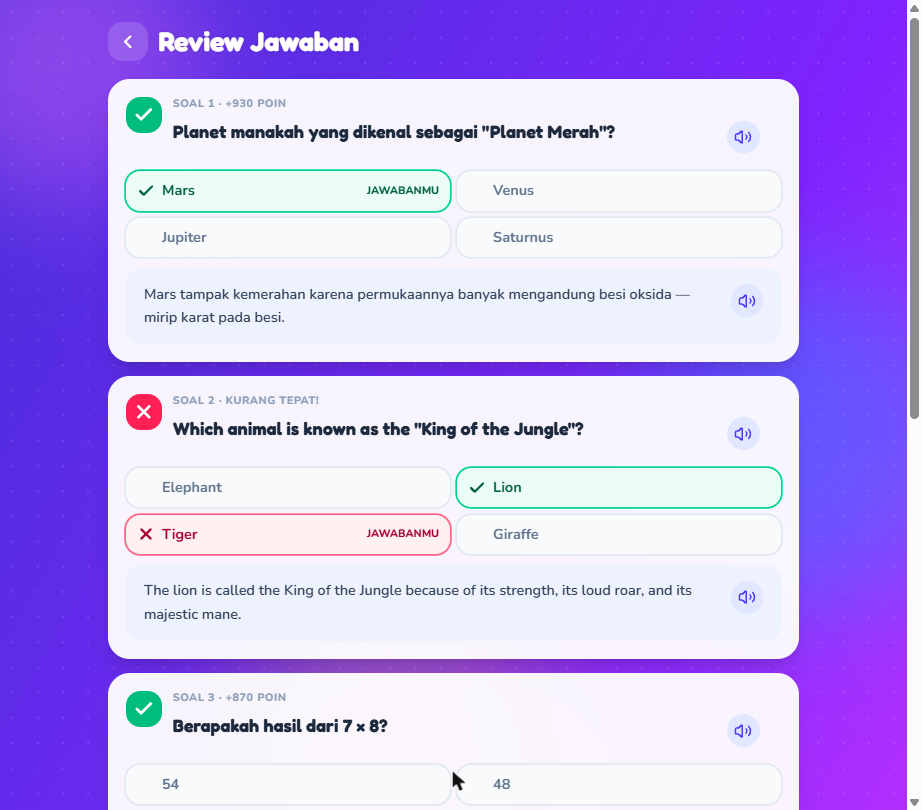 Review Jawaban
SOAL 1 · +930 POIN
Planet manakah yang dikenal sebagai "Planet Merah"?
Mars JAWABANMU
Venus
Jupiter
Saturnus
Mars tampak kemerahan karena permukaannya banyak mengandung besi oksida —
mirip karat pada besi.
SOAL 2 · KURANG TEPAT!
Which animal is known as the "King of the Jungle"?
Elephant
Lion
Tiger JAWABANMU
Giraffe
The lion is called the King of the Jungle because of its strength, its loud roar, and its
majestic mane.
SOAL 3 · +870 POIN
Berapakah hasil dari 7 × 8?
54
48